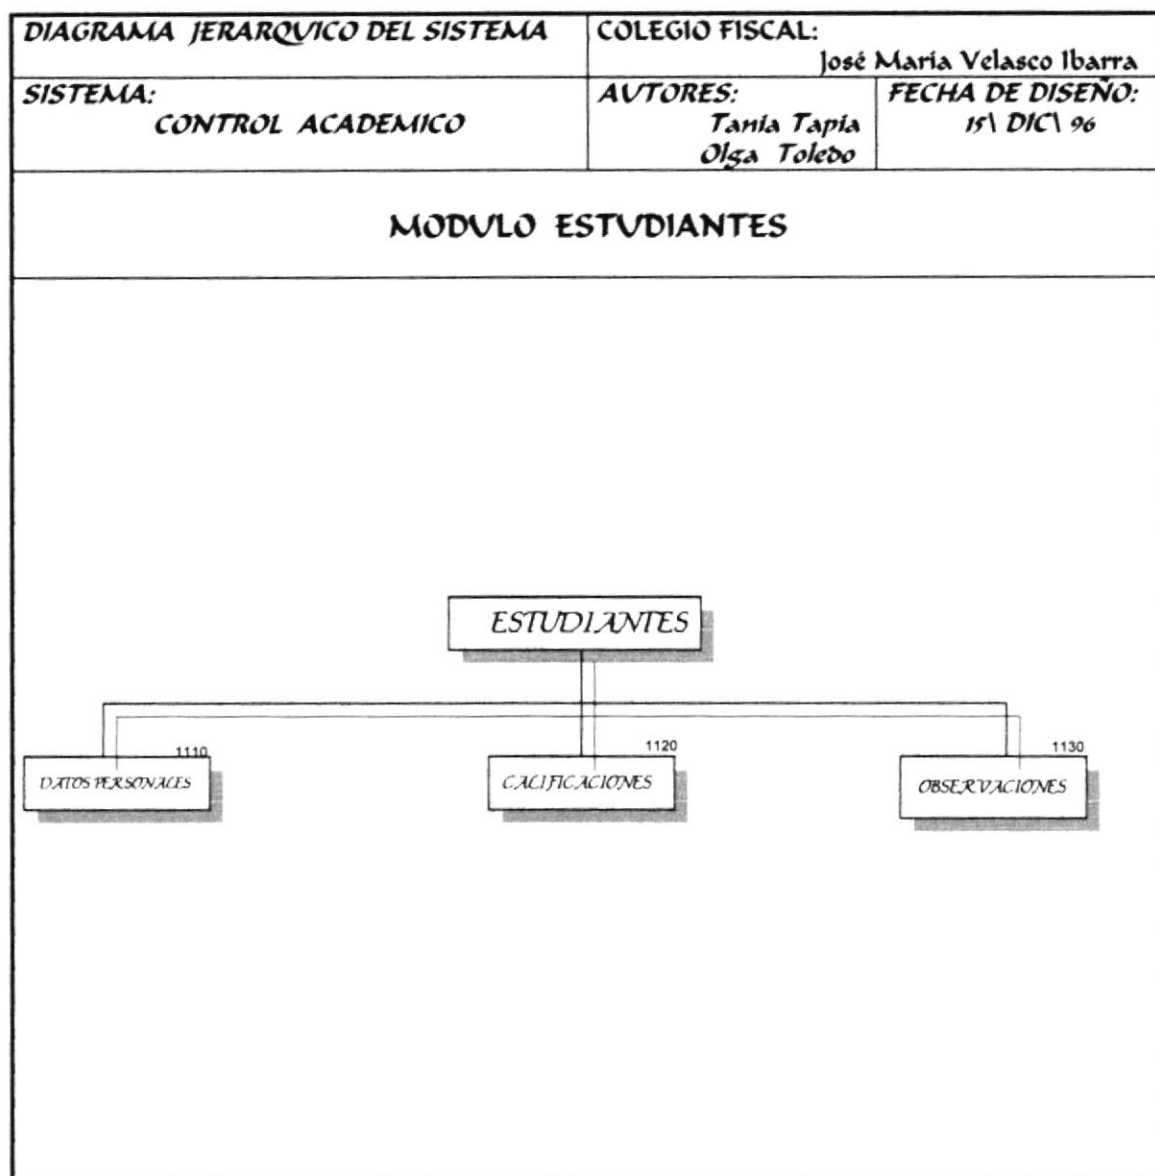 DIAGRAMA JERARQUICO DEL SISTEMA
COLEGIO FISCAL:
José María Velasco Ibarra
SISTEMA:
CONTROL ACADEMICO
AUTORES:
Tania Tapia
Olga Toledo
FECHA DE DISEÑO:
15\ DIC\ 96
MODULO ESTUDIANTES
ESTUDIANTES
1110
DATOS PERSONALES
1120
CALIFICACIONES
1130
OBSERVACIONES